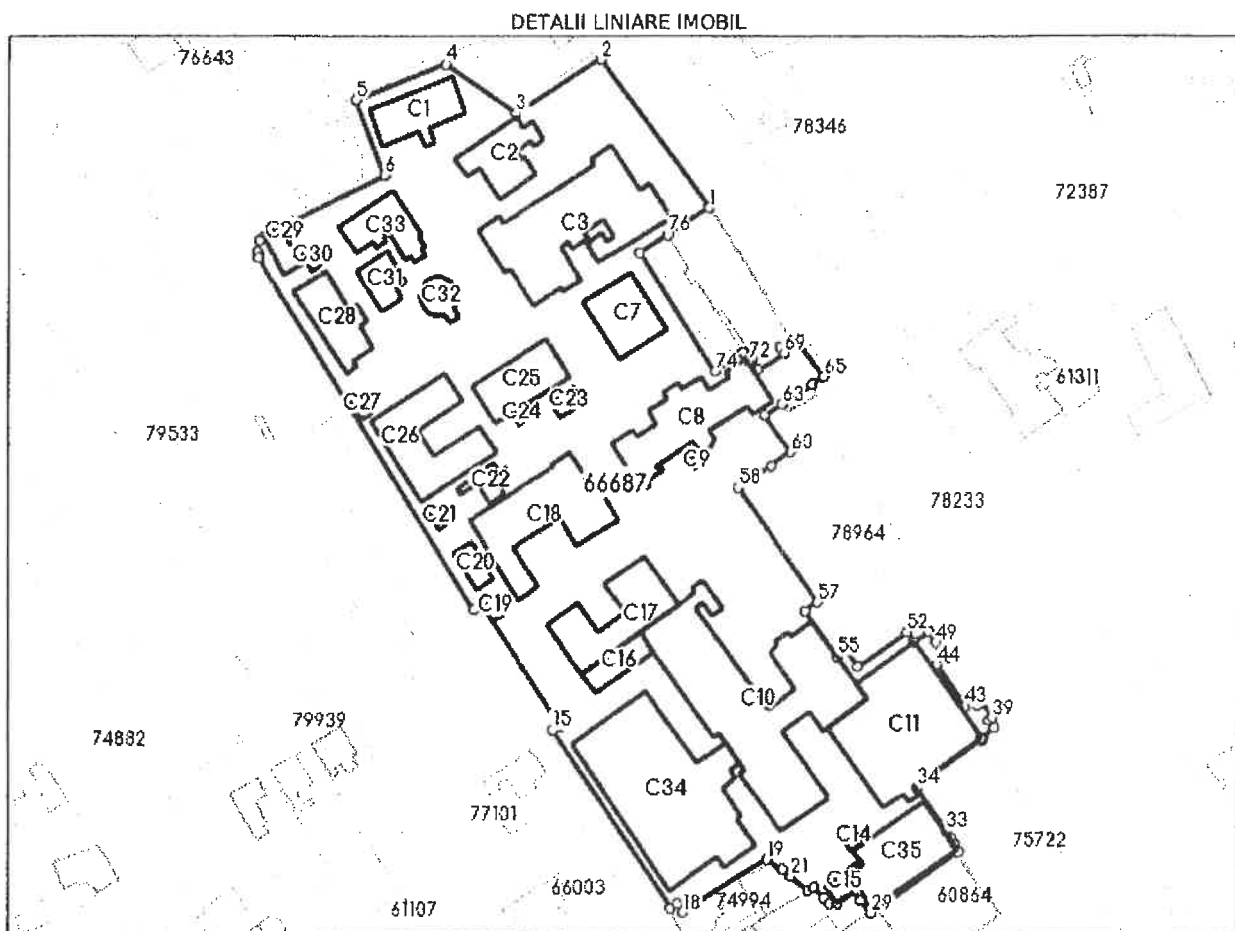 DETALII LINIARE IMOBIL
76643
4
2
5
C1
3
78346
C2
6
72387
1
C33
C3
76
C29
C30
C31
C32
C28
C7
69
72
74
65
61311
C25
C27
C23
C24
63
C8
C26
79533
60
C9
C22
66687
58
C21
C18
78233
78964
C20
57
C19
C17
52
49
C16
55
44
C10
43
39
15
79939
C11
74882
34
C34
77101
C14
33
75722
C35
19
21
C15
66003
18
74994
29
60864
61107